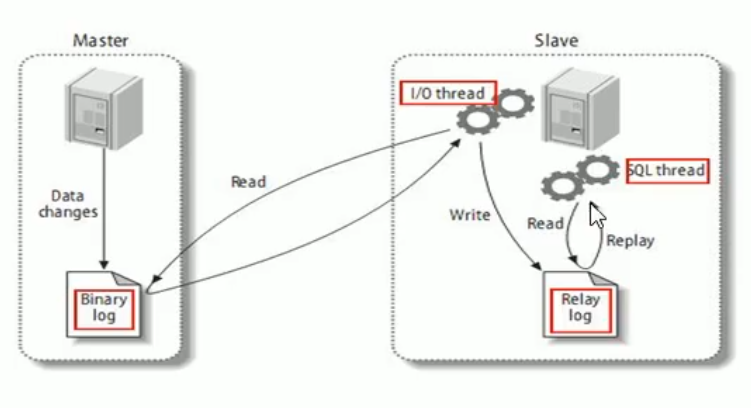 Master
Slave
I/O thread
SQL thread
Read
Data
changes
Write
Read
Replay
Binary
log
Relay
log